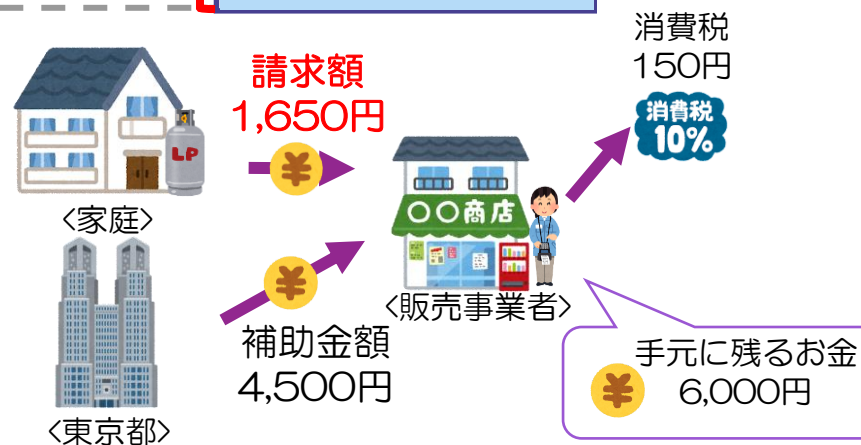 消費税
150円
消費税
10%
請求額
1,650円
LP
<家庭>
〇〇商店
<販売事業者>
補助金額
4,500円
<東京都>
手元に残るお金
6,000円